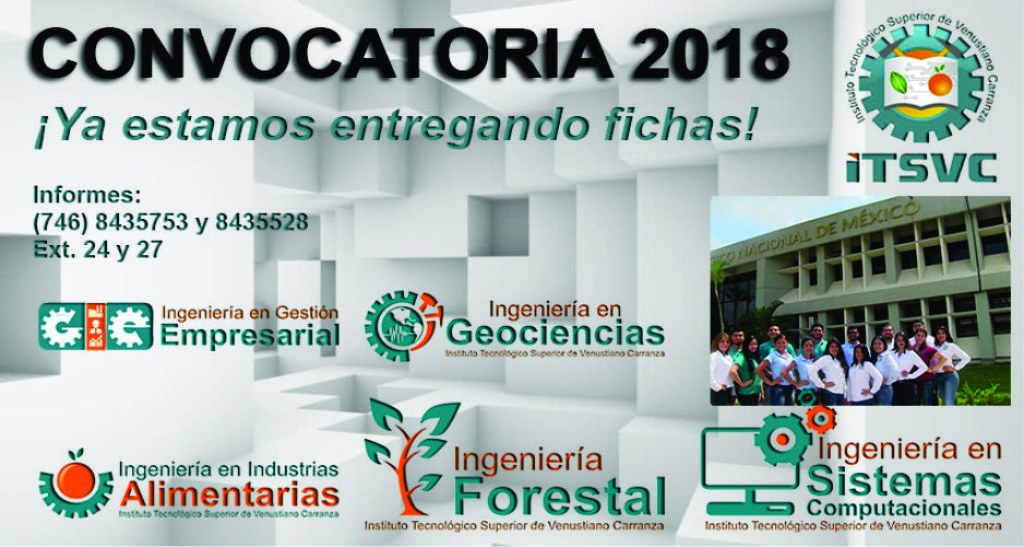 CONVOCATORIA 2018
¡Ya estamos entregando fichas!
Instituto Tecnológico Superior de Venustiano Carranza
iTSVC
Informes:
(746) 8435753 y 8435528
Ext. 24 y 27
ICO NACIONAL DE MÉXICO
GIE
Ingeniería en Gestión
Empresarial
Ingeniería en
Geociencias
Instituto Tecnológico Superior de Venustiano Carranza
Ingeniería en Industrias
Alimentarias
Instituto Tecnológico Superior de Venustiano Carranza
Ingeniería
Forestal
Instituto Tecnológico Superior de Venustiano Carranza
Ingeniería en
Sistemas
Computacionales
Instituto Tecnológico Superior de Venustiano Carranza